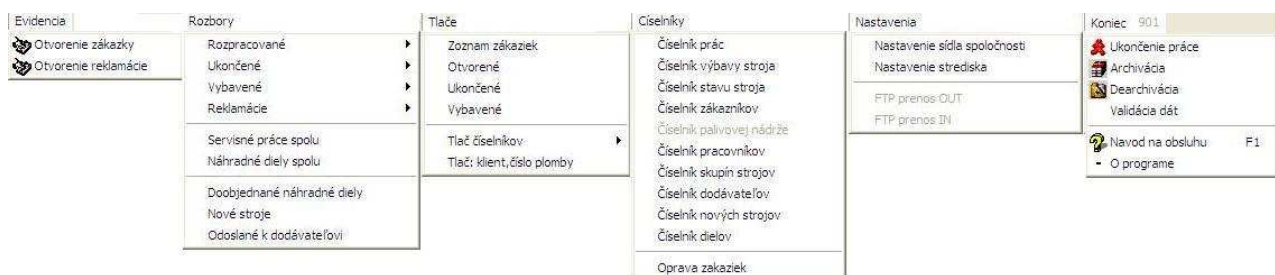 Evidencia
Otvorenie zákazky
Otvorenie reklamácie
Rozbory
Rozpracované
Ukončené
Vybavené
Reklamácie
Servisné práce spolu
Náhradné diely spolu
Doobjednané náhradné diely
Nové stroje
Odoslané k dodávateľovi
Tlače
Zoznam zákaziek
Otvorené
Ukončené
Vybavené
Tlač číselníkov
Tlač: klient,číslo plomby
Číselníky
Číselník prác
Číselník výbavy stroja
Číselník stavu stroja
Číselník zákazníkov
Číselník palivovej nádrže
Číselník pracovníkov
Číselník skupín strojov
Číselník dodávateľov
Číselník nových strojov
Číselník dielov
Oprava zakaziek
Nastavenia
Nastavenie sídla spoločnosti
Nastavenie strediska
FTP prenos OUT
FTP prenos IN
Koniec 901
Ukončenie práce
Archivácia
Dearchivácia
Validácia dát
Navod na obsluhu F1
O programe